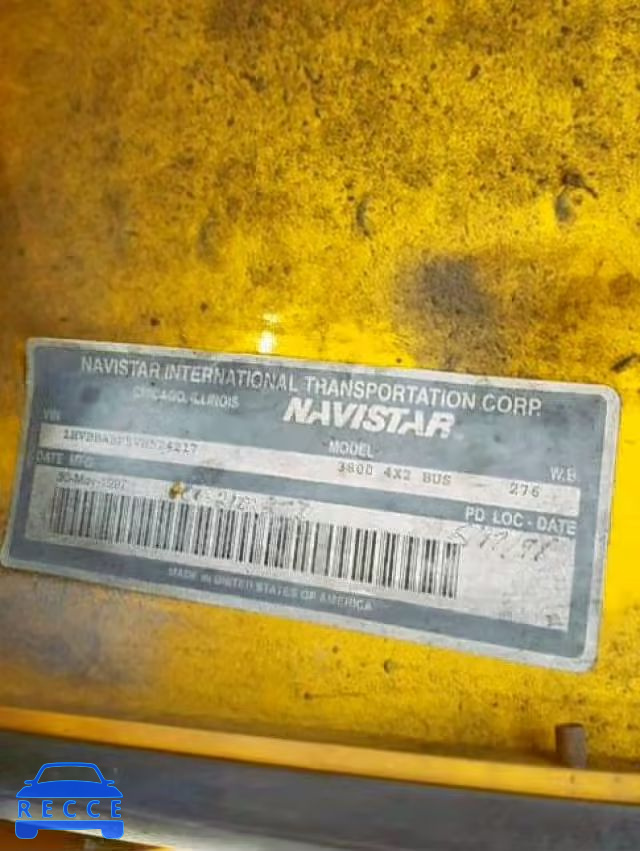 NAVISTAR INTERNATIONAL TRANSPORTATION CORP.
CHICAGO, ILLINOIS
NAVISTAR
VIN
MODEL
W.B.
3800 4X2 BUS
276
DATE MFG
PD LOC - DATE
MADE IN UNITED STATES OF AMERICA
RECCE